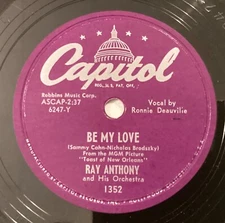 Capitol
REG. U. S. PAT. OFF.
Robbins Music Corp.
ASCAP-2:37
6247-Y
Vocal by
Ronnie Deauville
BE MY LOVE
(Sammy Cahn-Nicholas Brodszky)
From the MGM Picture
"Toast of New Orleans"
RAY ANTHONY
and His Orchestra
1352